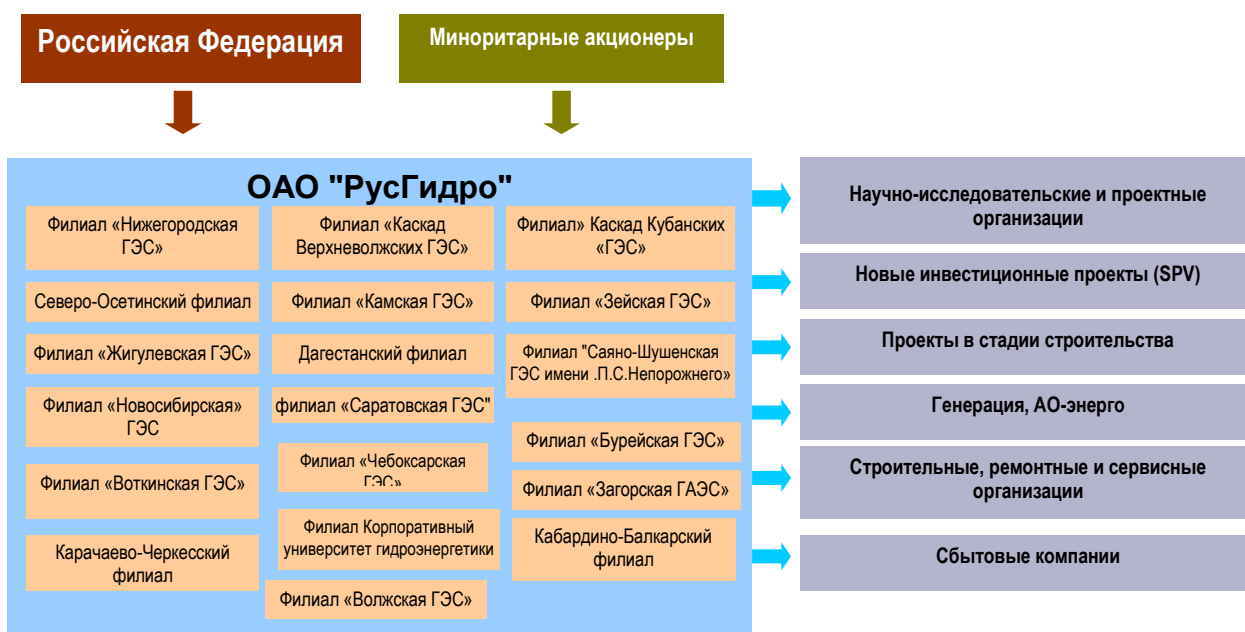 Российская Федерация
Миноритарные акционеры
ОАО "РусГидро"
Филиал «Нижегородская
ГЭС»
Филиал «Каскад
Верхневолжских ГЭС»
Филиал» Каскад Кубанских
«ГЭС»
Северо-Осетинский филиал
Филиал «Камская ГЭС»
Филиал «Зейская ГЭС»
Филиал «Жигулевская ГЭС»
Дагестанский филиал
Филиал "Саяно-Шушенская
ГЭС имени .П.С.Непорожнего»
Филиал «Новосибирская»
ГЭС
филиал «Саратовская ГЭС"
Филиал «Бурейская ГЭС»
Филиал «Воткинская ГЭС»
Филиал «Чебоксарская
ГЭС»
Филиал «Загорская ГАЭС»
Карачаево-Черкесский
филиал
Филиал Корпоративный
университет гидроэнергетики
Кабардино-Балкарский
филиал
Филиал «Волжская ГЭС»
Научно-исследовательские и проектные
организации
Новые инвестиционные проекты (SPV)
Проекты в стадии строительства
Генерация, АО-энерго
Строительные, ремонтные и сервисные
организации
Сбытовые компании